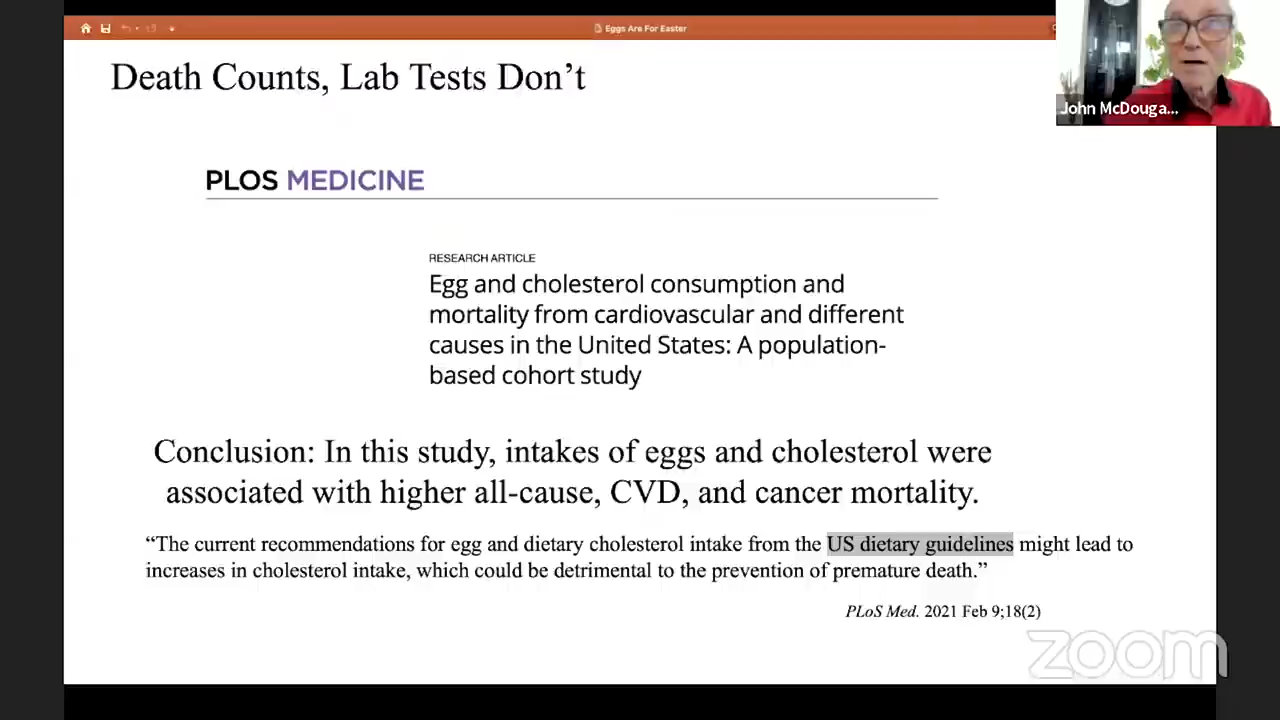 Eggs Are For Easter
John McDouga...
Death Counts, Lab Tests Don’t
PLOS MEDICINE
RESEARCH ARTICLE
Egg and cholesterol consumption and
mortality from cardiovascular and different
causes in the United States: A population-
based cohort study
Conclusion: In this study, intakes of eggs and cholesterol were
associated with higher all-cause, CVD, and cancer mortality.
“The current recommendations for egg and dietary cholesterol intake from the US dietary guidelines might lead to
increases in cholesterol intake, which could be detrimental to the prevention of premature death.”
PLoS Med. 2021 Feb 9;18(2)
zoom